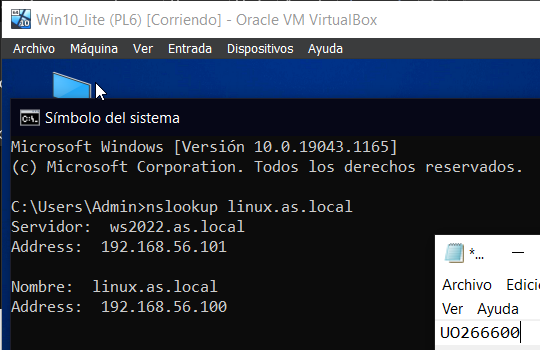 Win10_lite (PL6) [Corriendo] - Oracle VM VirtualBox
Archivo Máquina Ver Entrada Dispositivos Ayuda
Símbolo del sistema
Microsoft Windows [Versión 10.0.19043.1165]
(c) Microsoft Corporation. Todos los derechos reservados.
C:\Users\Admin>nslookup linux.as.local
Servidor:  ws2022.as.local
Address:  192.168.56.101
Nombre:  linux.as.local
Address:  192.168.56.100
*...
Archivo Edici
Ver Ayuda
UO266600